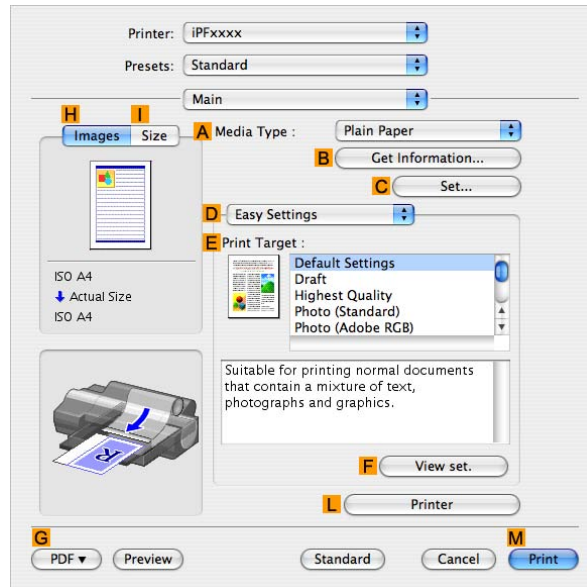 Printer: iPFxxxx
Presets: Standard
Main
H I
Images Size
A Media Type : Plain Paper
B Get Information...
C Set...
D Easy Settings
E Print Target :
Default Settings
Draft
Highest Quality
Photo (Standard)
Photo (Adobe RGB)
ISO A4
Actual Size
ISO A4
Suitable for printing normal documents
that contain a mixture of text,
photographs and graphics.
R
F View set.
L Printer
G M
PDF▼ Preview Standard Cancel Print